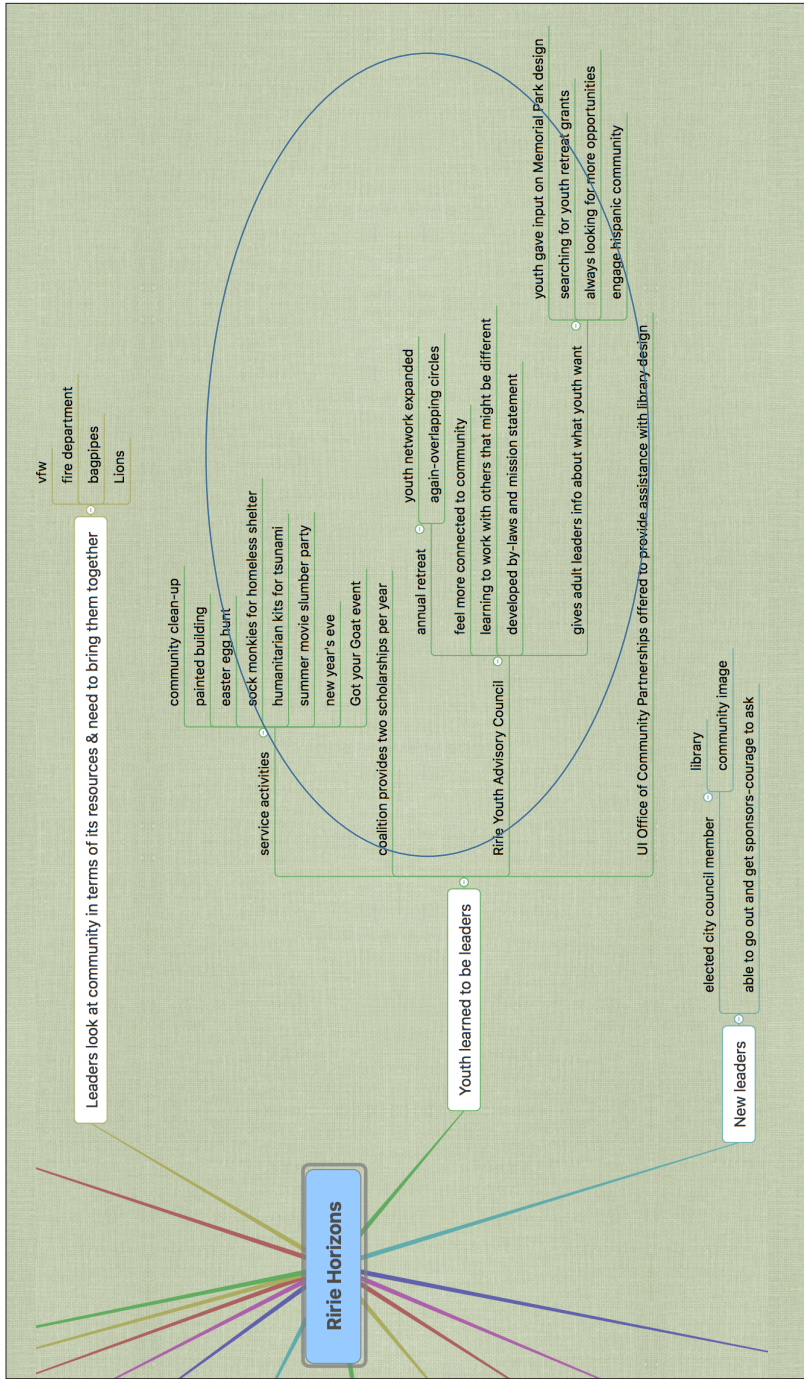 Ririe Horizons
Leaders look at community in terms of its resources & need to bring them together
vfw
fire department
bagpipes
Lions
Youth learned to be leaders
service activities
community clean-up
painted building
easter egg hunt
sock monkies for homeless shelter
humanitarian kits for tsunami
summer movie slumber party
new year's eve
Got your Goat event
coalition provides two scholarships per year
Ririe Youth Advisory Council
annual retreat
youth network expanded
again-overlapping circles
feel more connected to community
learning to work with others that might be different
developed by-laws and mission statement
gives adult leaders info about what youth want
youth gave input on Memorial Park design
searching for youth retreat grants
always looking for more opportunities
engage hispanic community
UI Office of Community Partnerships offered to provide assistance with library design
New leaders
elected city council member
library
community image
able to go out and get sponsors-courage to ask